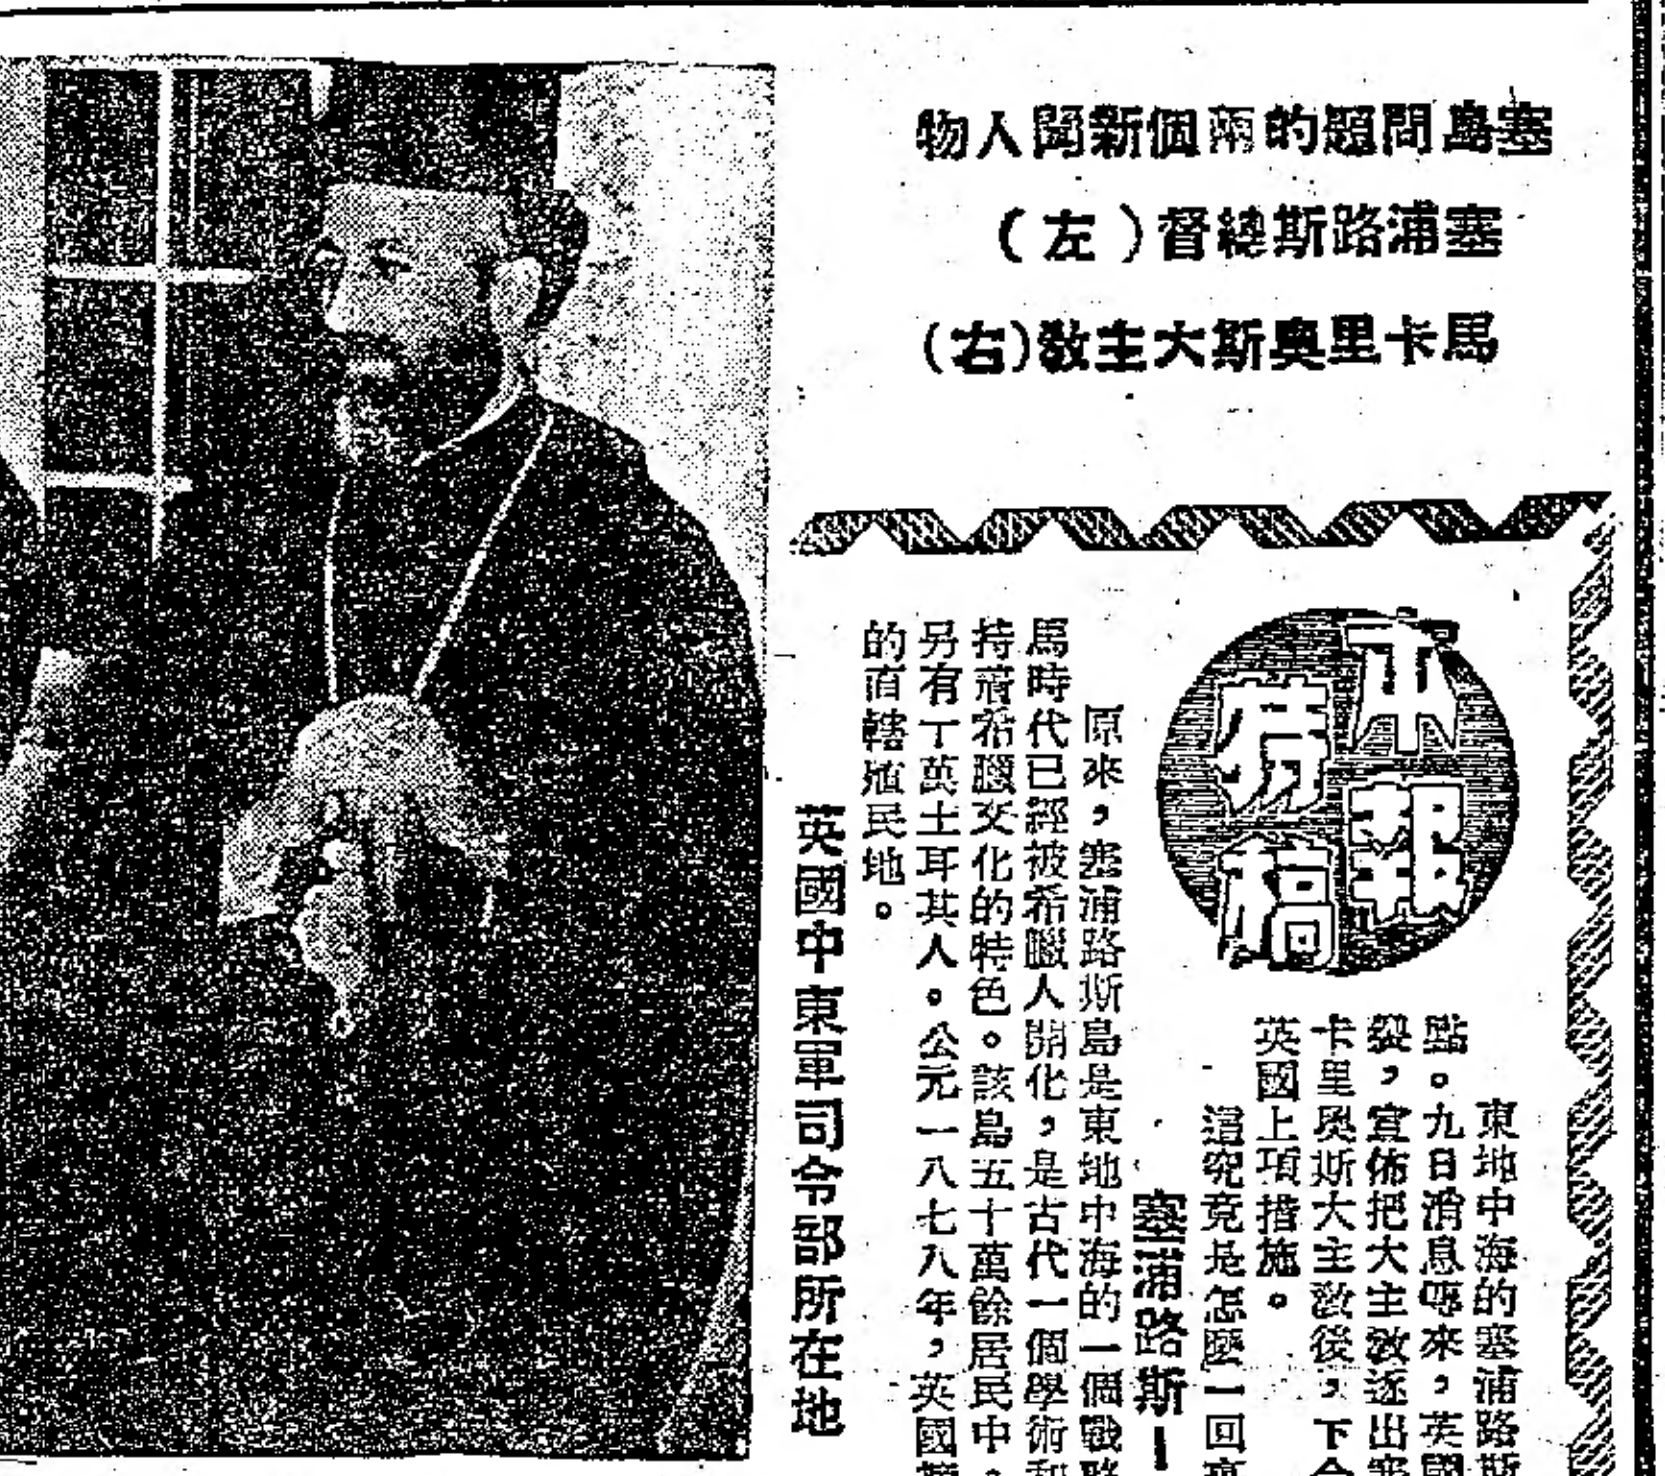 塞島問題的兩個新聞人物
塞浦路斯總督（左）
馬卡里奧斯大主教(右)
本報
特稿
東地中海的塞浦路斯
點。九日消息傳來，英國
裂，宣佈把大主教逐出塞
卡里奧斯大主教後，下令
英國上項措施。
這究竟是怎麼一回事
塞浦路斯—
原來，塞浦路斯島是東地中海的一個戰略
馬時代已經被希臘人開化，是古代一個學術和
持着希臘文化的特色。該島五十萬餘居民中，
另有十萬土耳其人。公元一八七八年，英國
的直轄殖民地。
英國中東軍司令部所在地